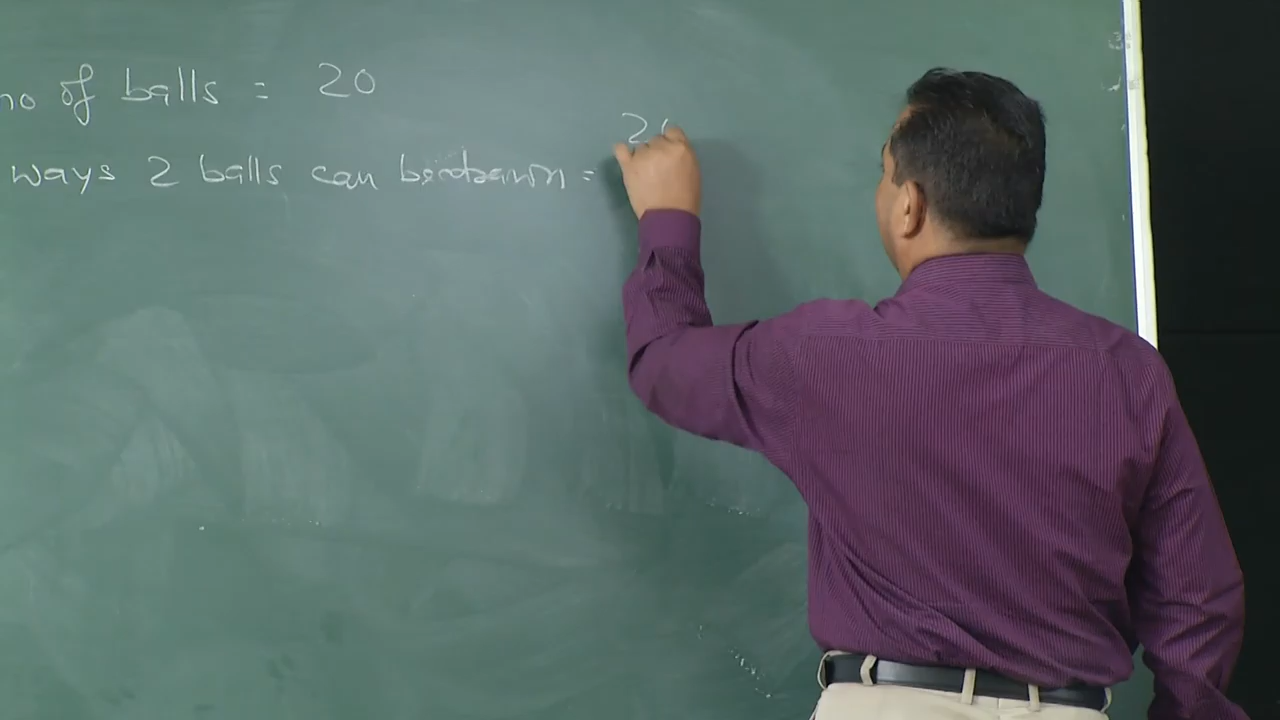 no of balls = 20
ways 2 balls can be drawn = 20